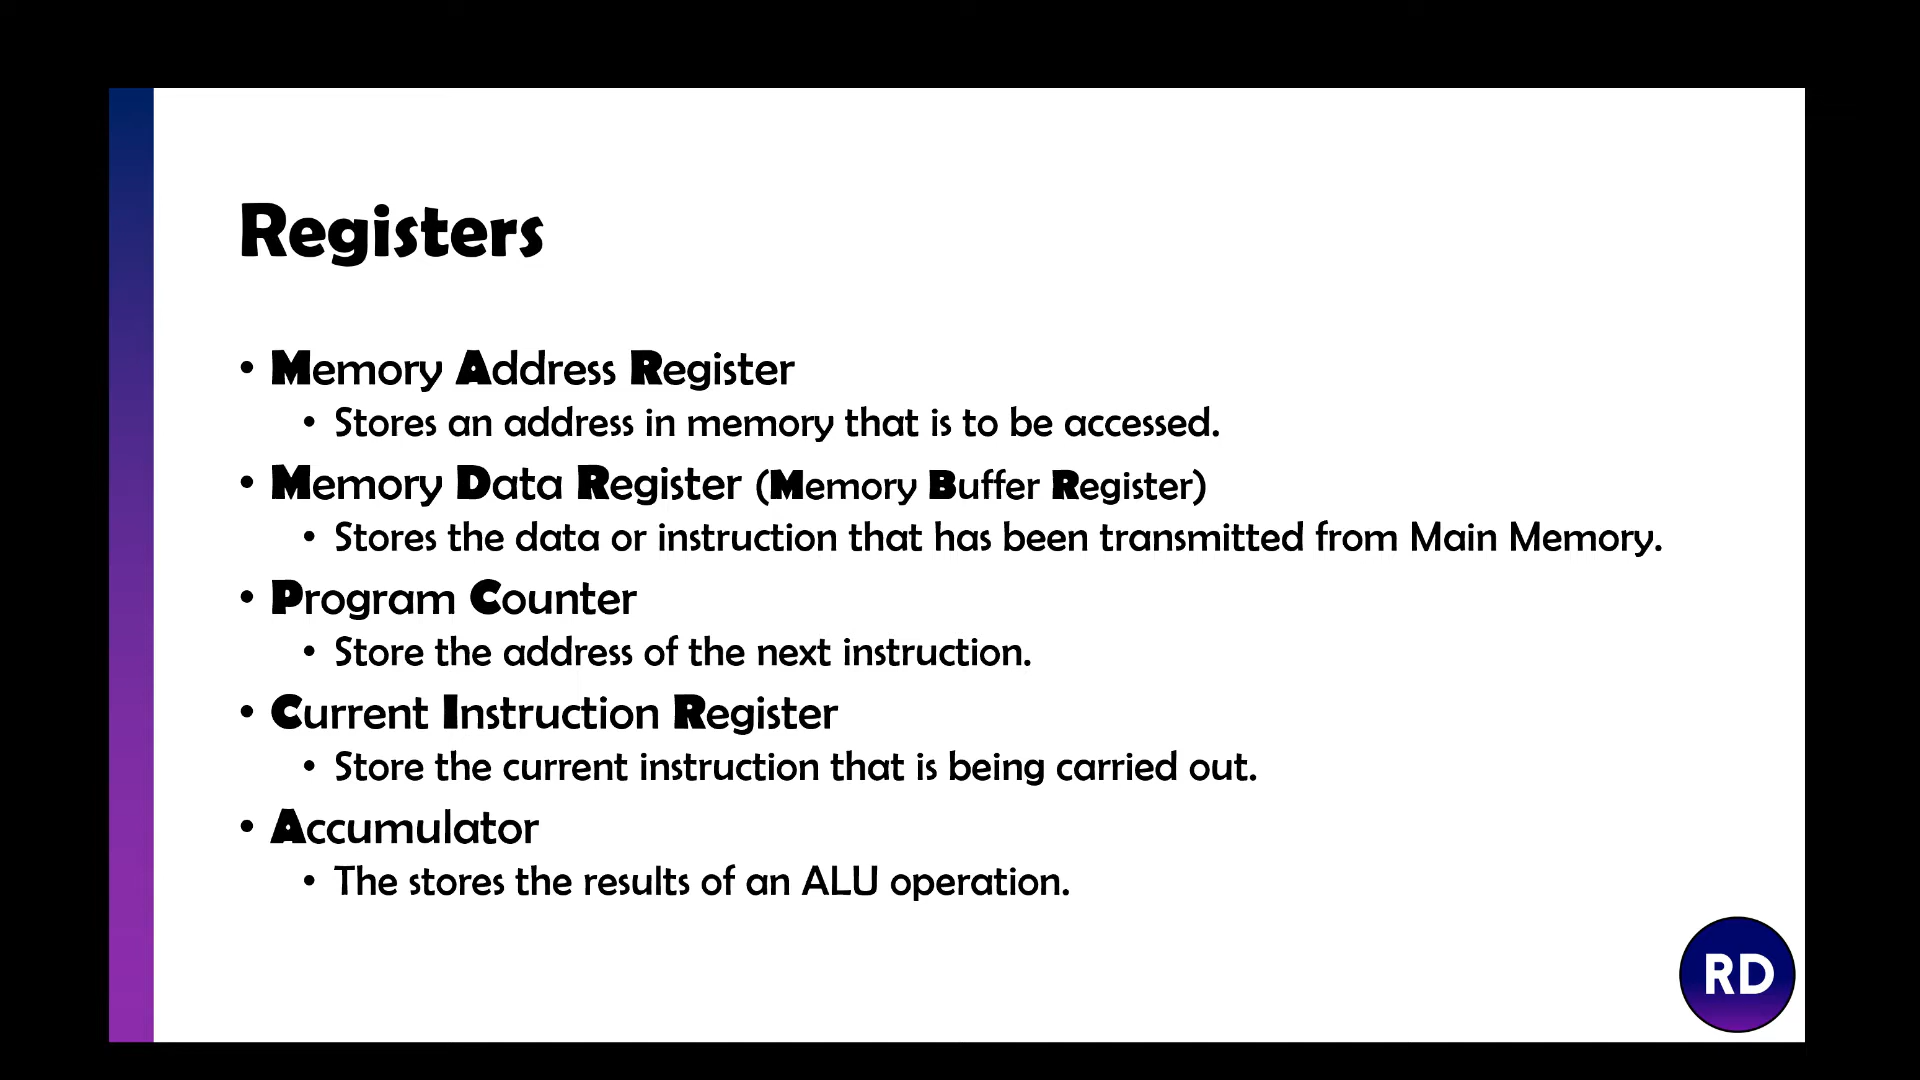 Registers
• Memory Address Register
• Stores an address in memory that is to be accessed.
• Memory Data Register (Memory Buffer Register)
• Stores the data or instruction that has been transmitted from Main Memory.
• Program Counter
• Store the address of the next instruction.
• Current Instruction Register
• Store the current instruction that is being carried out.
• Accumulator
• The stores the results of an ALU operation.
RD